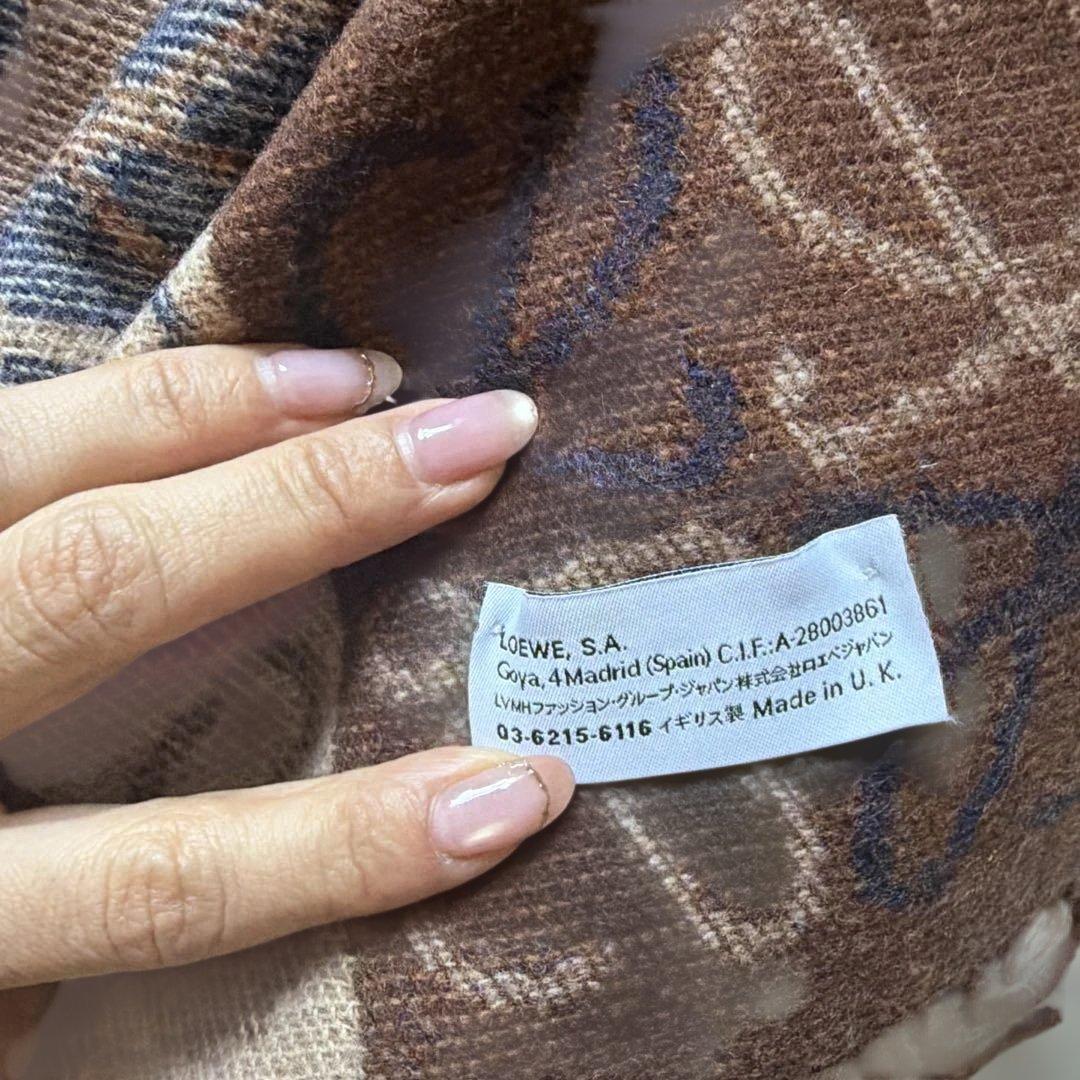 LOEWE, S.A.
Goya, 4 Madrid (Spain) C.I.F.:A-28003861
LVMHファッション・グループ・ジャパン株式会社ロエベジャパン
03-6215-6116 イギリス製 Made in U. K.